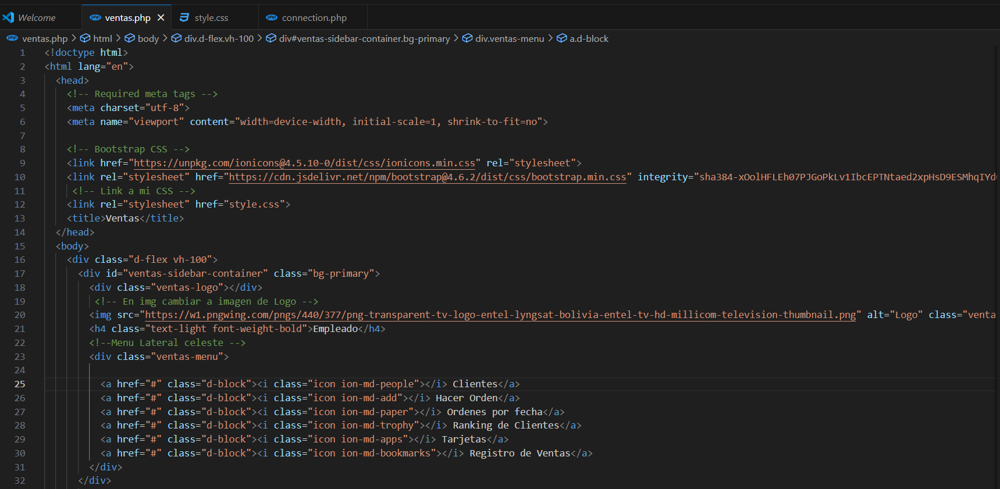 Welcome ventas.php style.css connection.php
ventas.php > html > body > div.d-flex.vh-100 > div#ventas-sidebar-container.bg-primary > div.ventas-menu > a.d-block
1 <!doctype html>
2 <html lang="en">
3 <head>
4 <!-- Required meta tags -->
5 <meta charset="utf-8">
6 <meta name="viewport" content="width=device-width, initial-scale=1, shrink-to-fit=no">
7
8 <!-- Bootstrap CSS -->
9 <link href="https://unpkg.com/ionicons@4.5.10-0/dist/css/ionicons.min.css" rel="stylesheet">
10 <link rel="stylesheet" href="https://cdn.jsdelivr.net/npm/bootstrap@4.6.2/dist/css/bootstrap.min.css" integrity="sha384-xOolHFLEh07PJGoPkLv1IbcEPTNtaed2xpHsD9ESMhqIYd
11 <!-- Link a mi CSS -->
12 <link rel="stylesheet" href="style.css">
13 <title>Ventas</title>
14 </head>
15 <body>
16 <div class="d-flex vh-100">
17 <div id="ventas-sidebar-container" class="bg-primary">
18 <div class="ventas-logo"></div>
19 <!-- En img cambiar a imagen de Logo -->
20 <img src="https://w1.pngwing.com/pngs/440/377/png-transparent-tv-logo-entel-lyngsat-bolivia-entel-tv-hd-millicom-television-thumbnail.png" alt="Logo" class="venta
21 <h4 class="text-light font-weight-bold">Empleado</h4>
22 <!--Menu Lateral celeste -->
23 <div class="ventas-menu">
24
25 <a href="#" class="d-block"><i class="icon ion-md-people"></i> Clientes</a>
26 <a href="#" class="d-block"><i class="icon ion-md-add"></i> Hacer Orden</a>
27 <a href="#" class="d-block"><i class="icon ion-md-paper"></i> Ordenes por fecha</a>
28 <a href="#" class="d-block"><i class="icon ion-md-trophy"></i> Ranking de Clientes</a>
29 <a href="#" class="d-block"><i class="icon ion-md-apps"></i> Tarjetas</a>
30 <a href="#" class="d-block"><i class="icon ion-md-bookmarks"></i> Registro de Ventas</a>
31 </div>
32 </div>